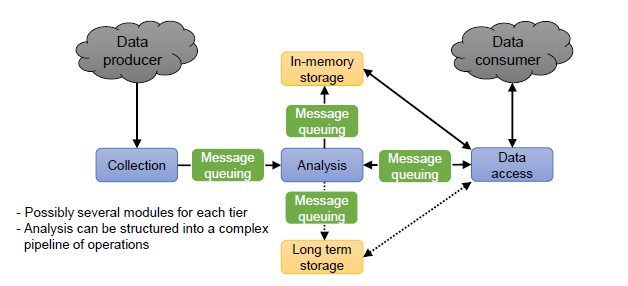 Data
producer
Data
consumer
In-memory
storage
Message
queuing
Collection
Message
queuing
Analysis
Message
queuing
Data
access
Message
queuing
- Possibly several modules for each tier
- Analysis can be structured into a complex
pipeline of operations
Long term
storage